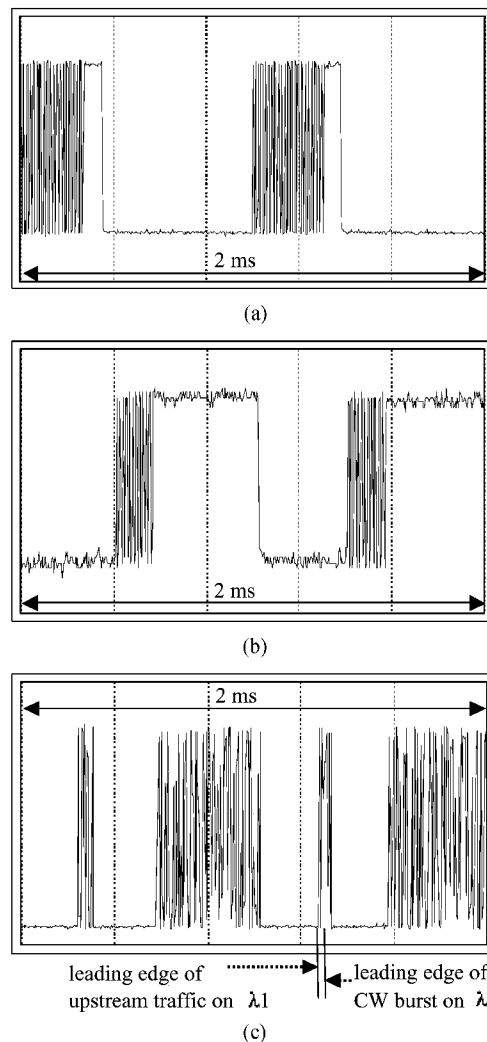 2 ms
(a)
2 ms
(b)
2 ms
leading edge of
upstream traffic on λ1
leading edge of
CW burst on λ
(c)